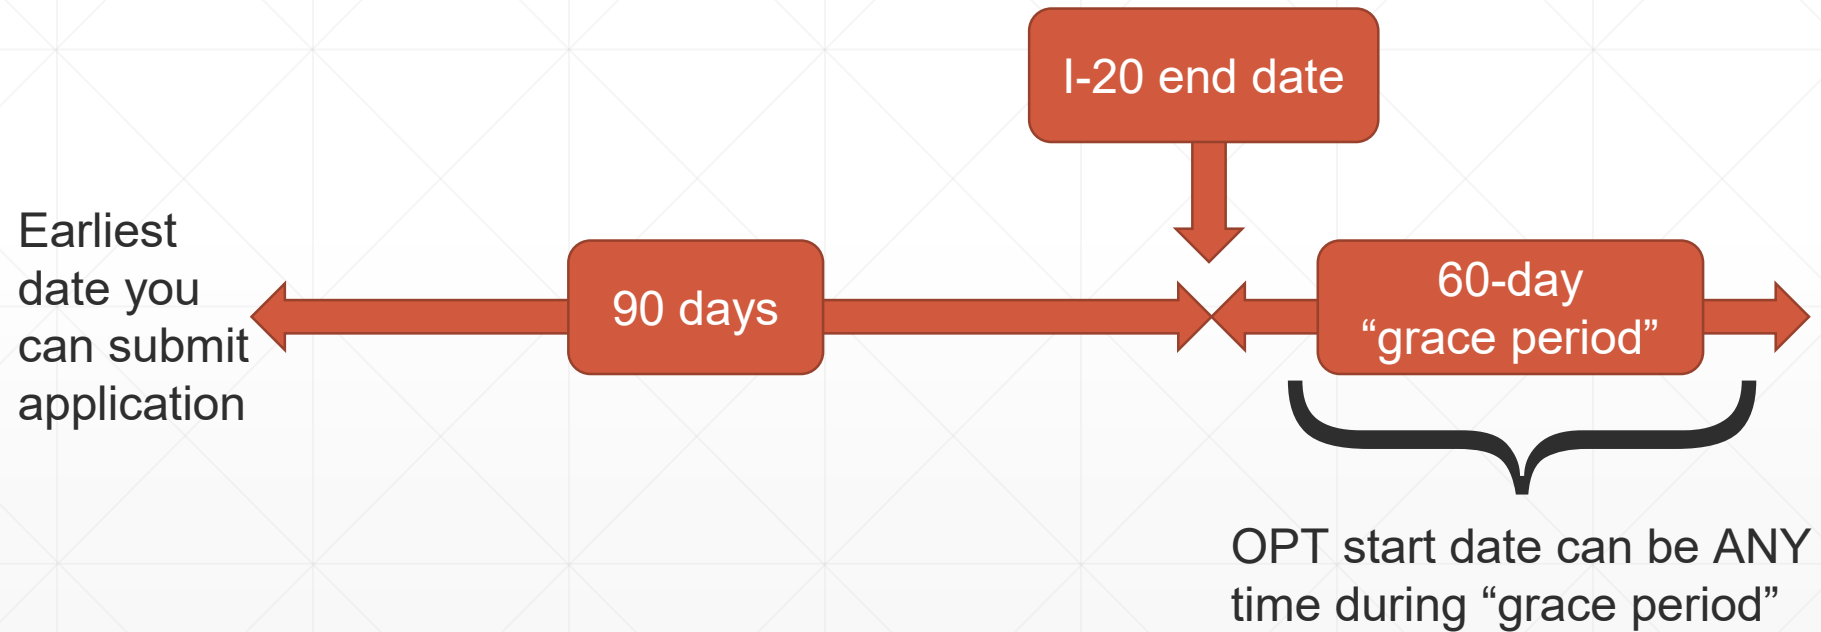 I-20 end date
Earliest
date you
can submit
application
90 days
60-day
“grace period”
OPT start date can be ANY
time during “grace period”